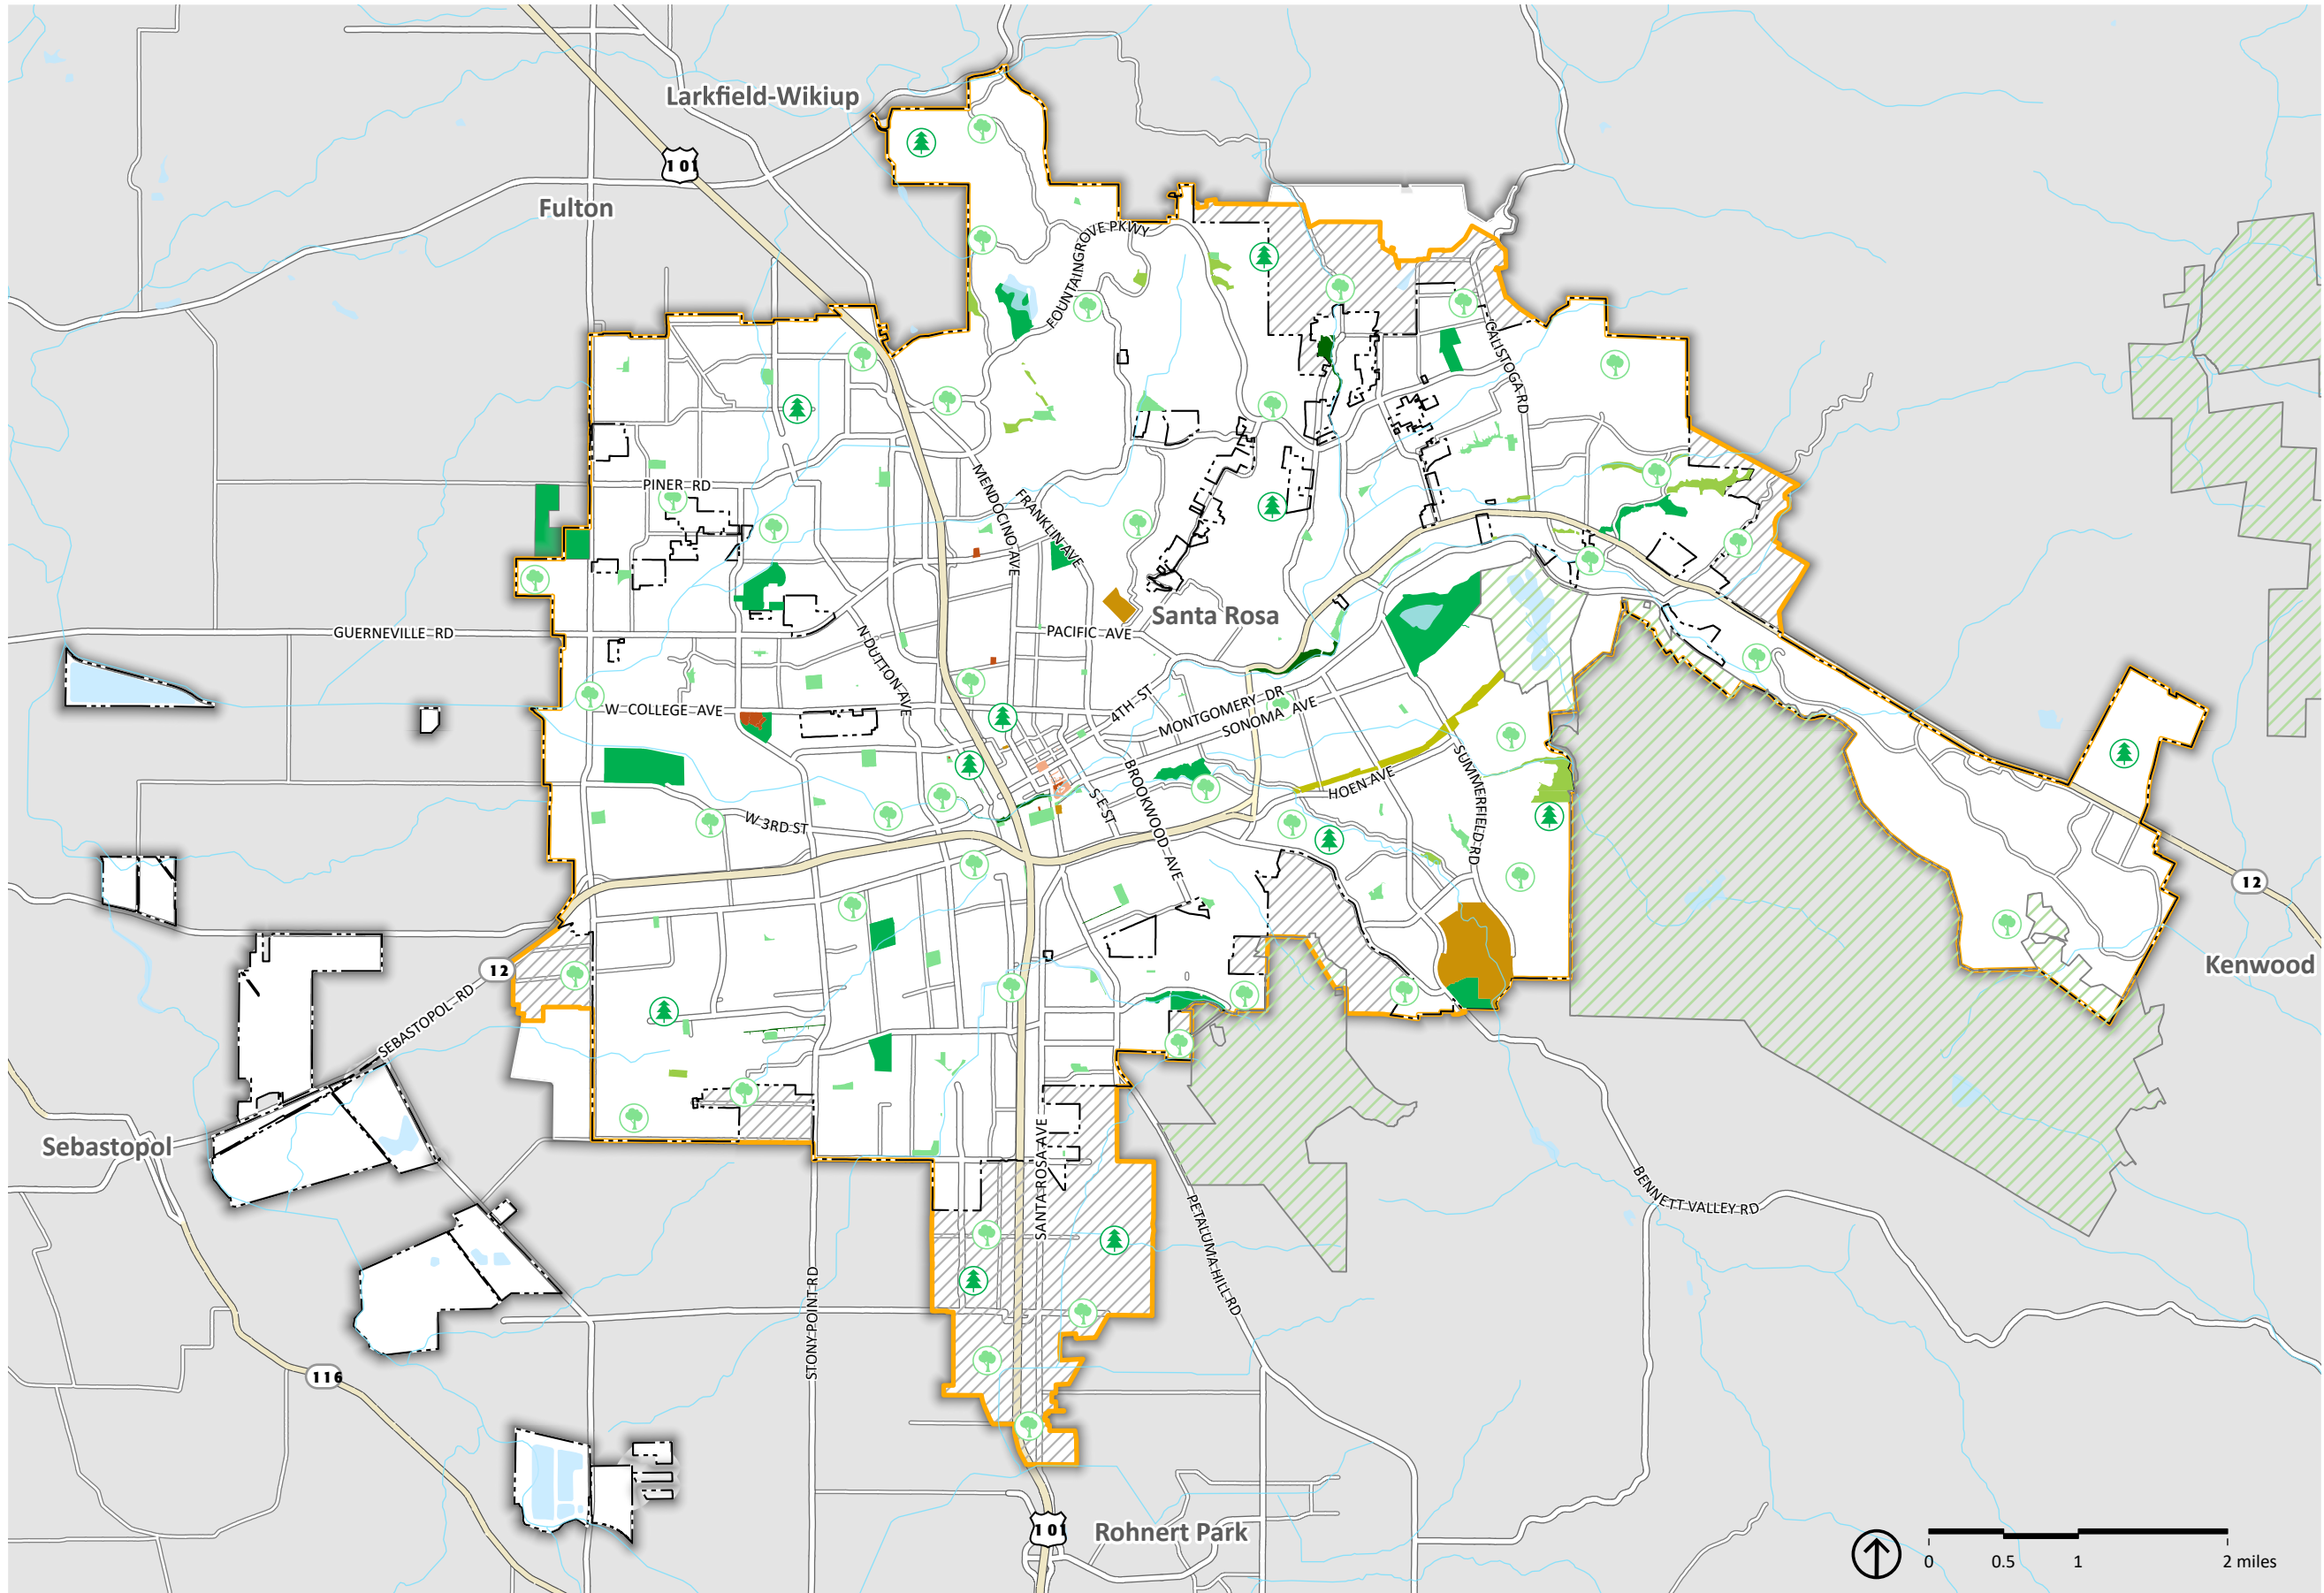 Larkfield-Wikiup
101
Fulton
FOUNTAINGROVE PKWY
CALISTOGA RD
PINER RD
MENDOCINO AVE
FRANKLIN AVE
Santa Rosa
GUERNEVILLE RD
PACIFIC AVE
N DUTTON AVE
W COLLEGE AVE
4TH ST
MONTGOMERY DR
SONOMA AVE
SUMMERFIELD RD
HOEN AVE
BROOKWOOD AVE
S E ST
W 3RD ST
12
Kenwood
12
SEBASTOPOL RD
Sebastopol
SANTA ROSA AVE
BENNETT VALLEY RD
PETALUMA HILL RD
STONY POINT RD
116
101
Rohnert Park
0 0.5 1 2 miles